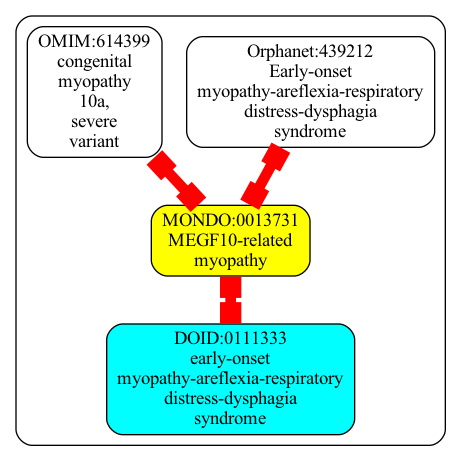 OMIM:614399
congenital
myopathy
10a,
severe
variant
Orphanet:439212
Early-onset
myopathy-areflexia-respiratory
distress-dysphagia
syndrome
MONDO:0013731
MEGF10-related
myopathy
DOID:0111333
early-onset
myopathy-areflexia-respiratory
distress-dysphagia
syndrome